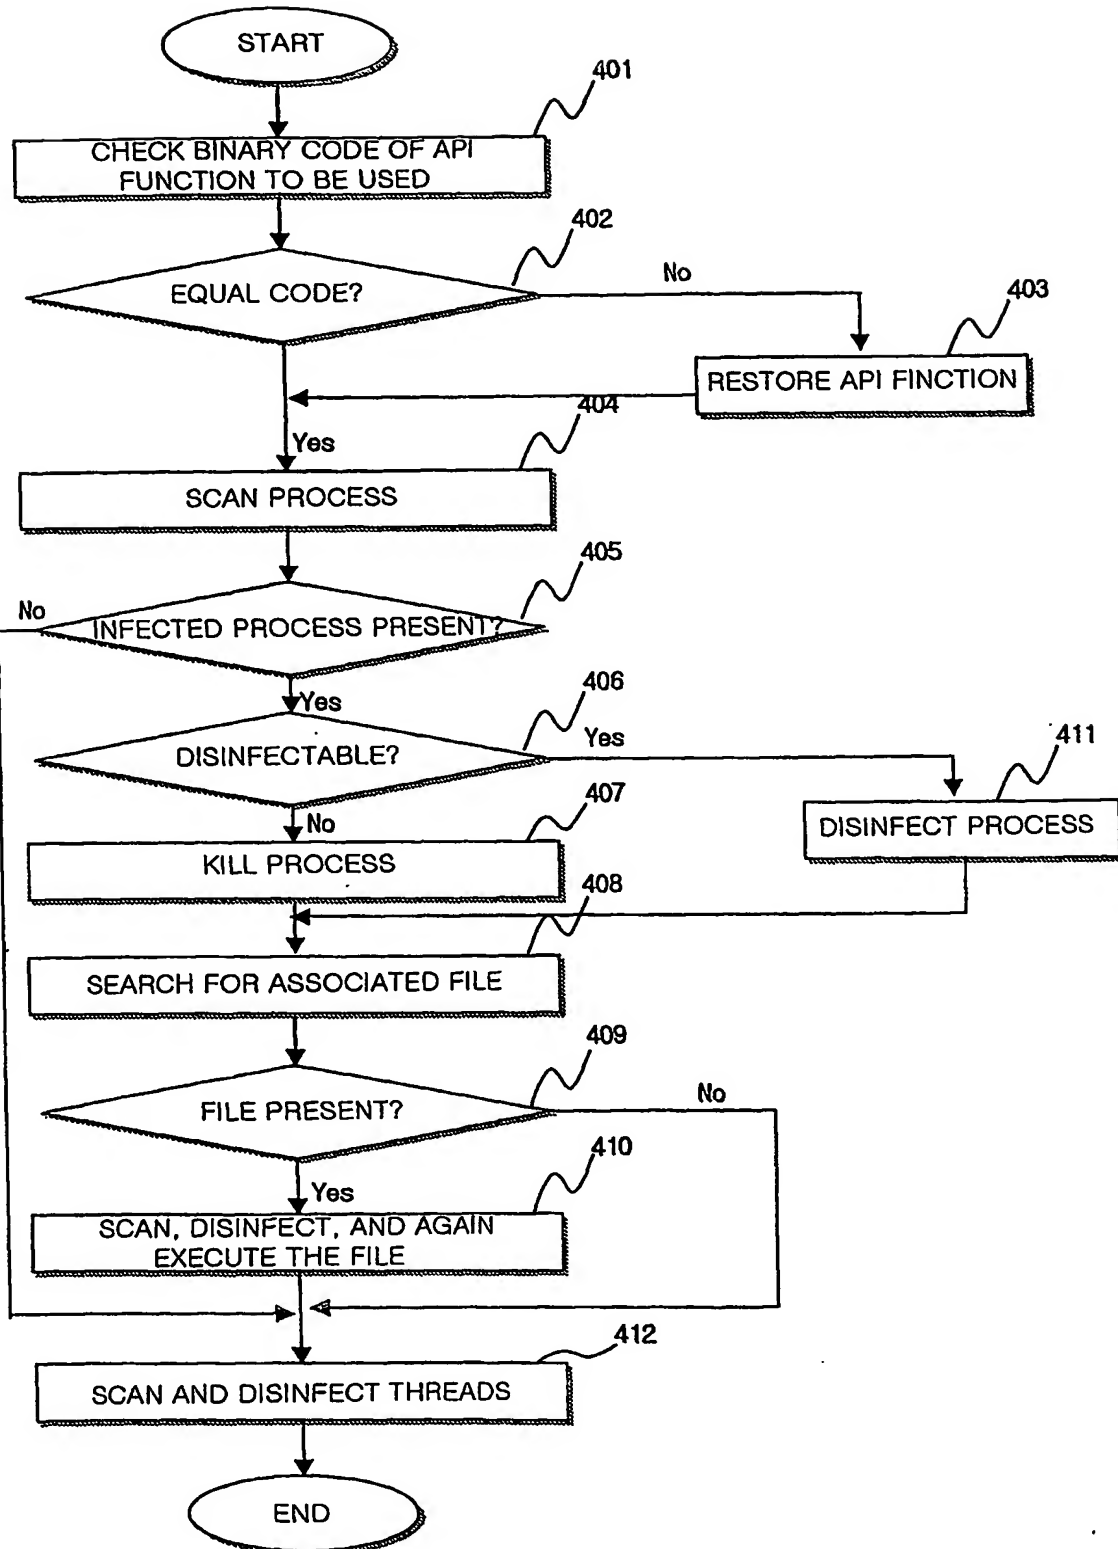 START
401
CHECK BINARY CODE OF API
FUNCTION TO BE USED
402
EQUAL CODE?
No
403
RESTORE API FINCTION
404
Yes
SCAN PROCESS
405
No
INFECTED PROCESS PRESENT?
Yes
406
DISINFECTABLE?
Yes
411
DISINFECT PROCESS
No
407
KILL PROCESS
408
SEARCH FOR ASSOCIATED FILE
409
FILE PRESENT?
No
410
Yes
SCAN, DISINFECT, AND AGAIN
EXECUTE THE FILE
412
SCAN AND DISINFECT THREADS
END